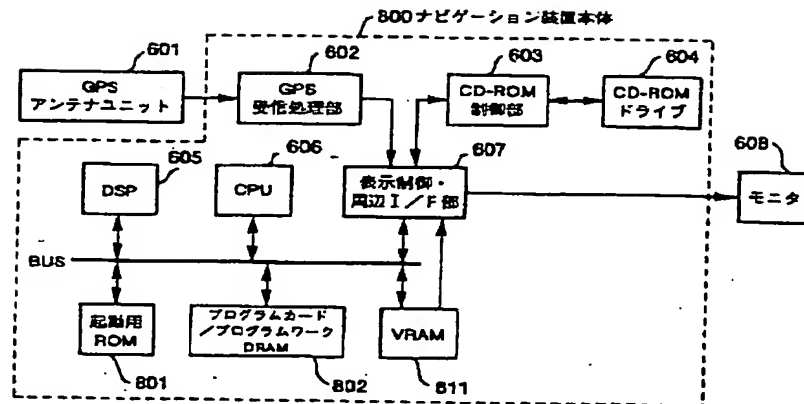 800ナビゲーション装置本体
601
GPS
アンテナユニット
602
GPS
受信処理部
603
CD-ROM
制御部
604
CD-ROM
ドライブ
605
DSP
606
CPU
607
表示制御・
周辺I/F部
608
モニタ
BUS
起動用
ROM
801
プログラムカード
/プログラムワーク
DRAM
802
VRAM
811